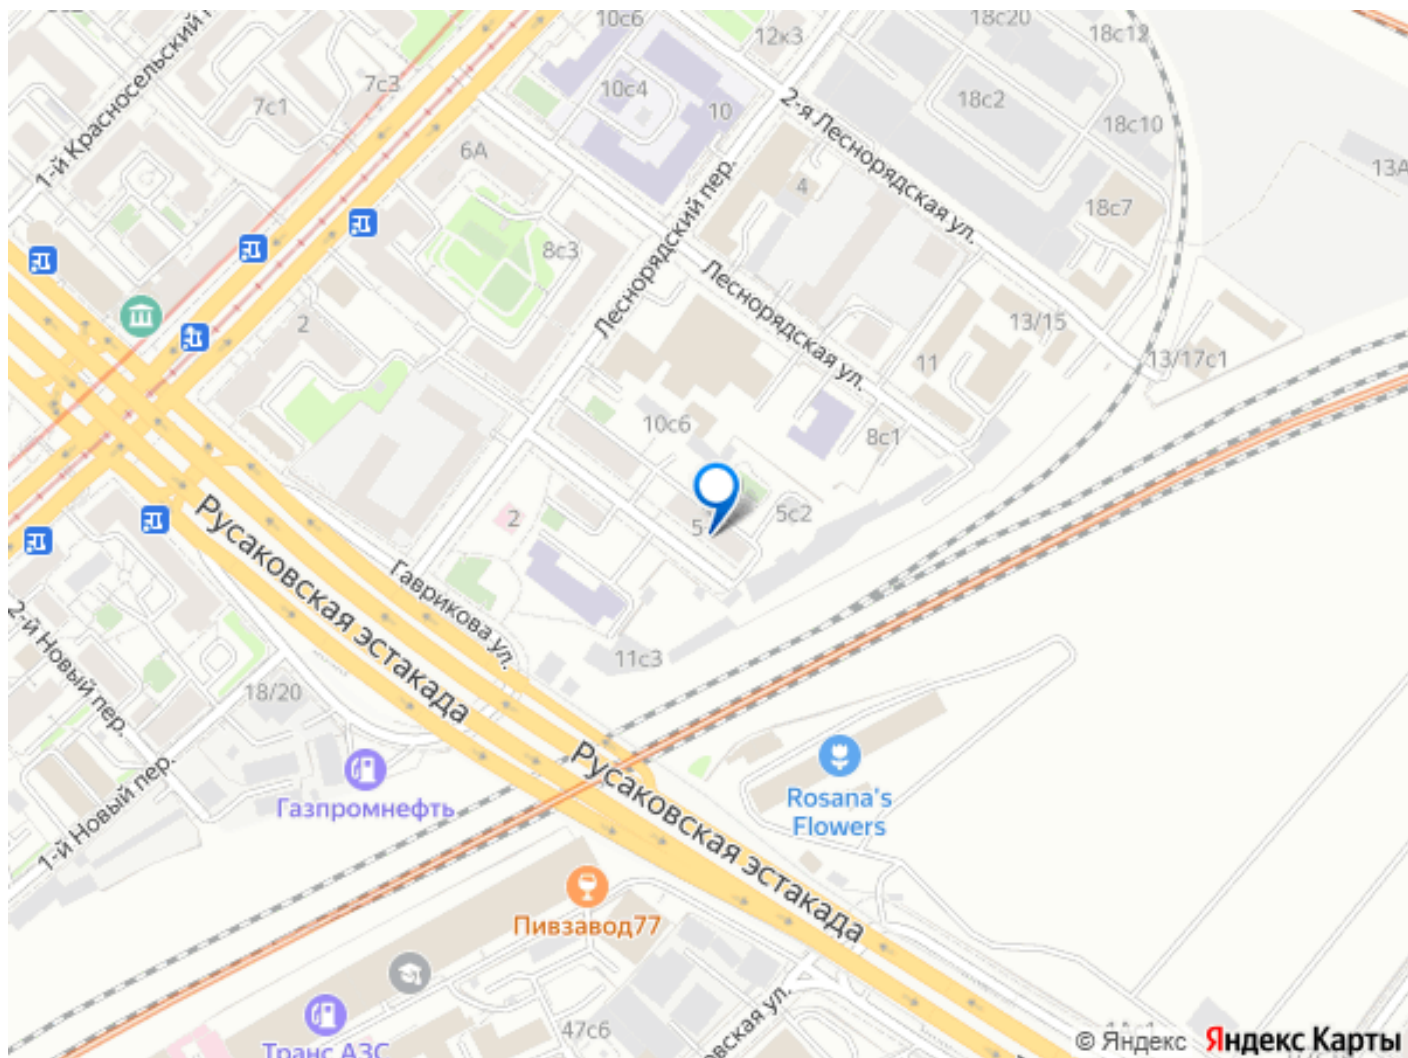 10с6
18с20
12к3
18с12
1-й Красносельский
7с3
7с1
10с4
10
18с2
18с10
2-я Леснорядская ул.
6А
13А
4
18с7
Леснорядский пер.
8с3
Леснорядская ул.
2
13/15
13/17с1
11
10с6
8с1
5с2
2
Русаковская эстакада
Гаврикова ул.
2-й Новый пер.
11с3
18/20
Русаковская эстакада
1-й Новый пер.
Газпромнефть
Rosana's
Flowers
Пивзавод77
47с6
Транс АЗС
© Яндекс Яндекс Карты